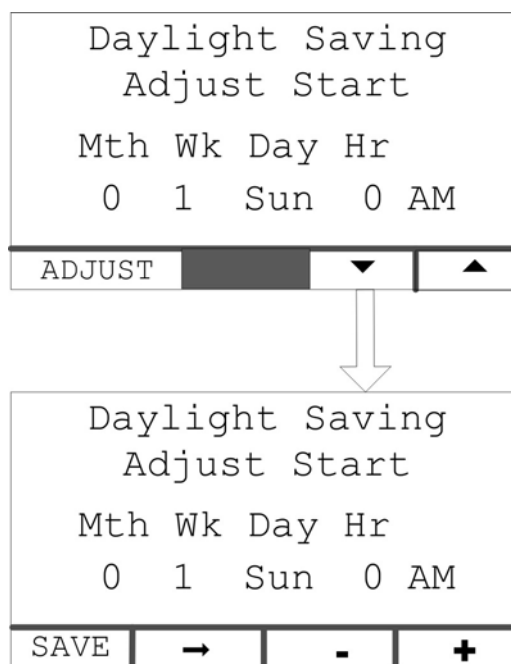 Daylight Saving
Adjust Start
Mth Wk Day Hr
0 1 Sun 0 AM
ADJUST ▼ ▲
Daylight Saving
Adjust Start
Mth Wk Day Hr
0 1 Sun 0 AM
SAVE → - +